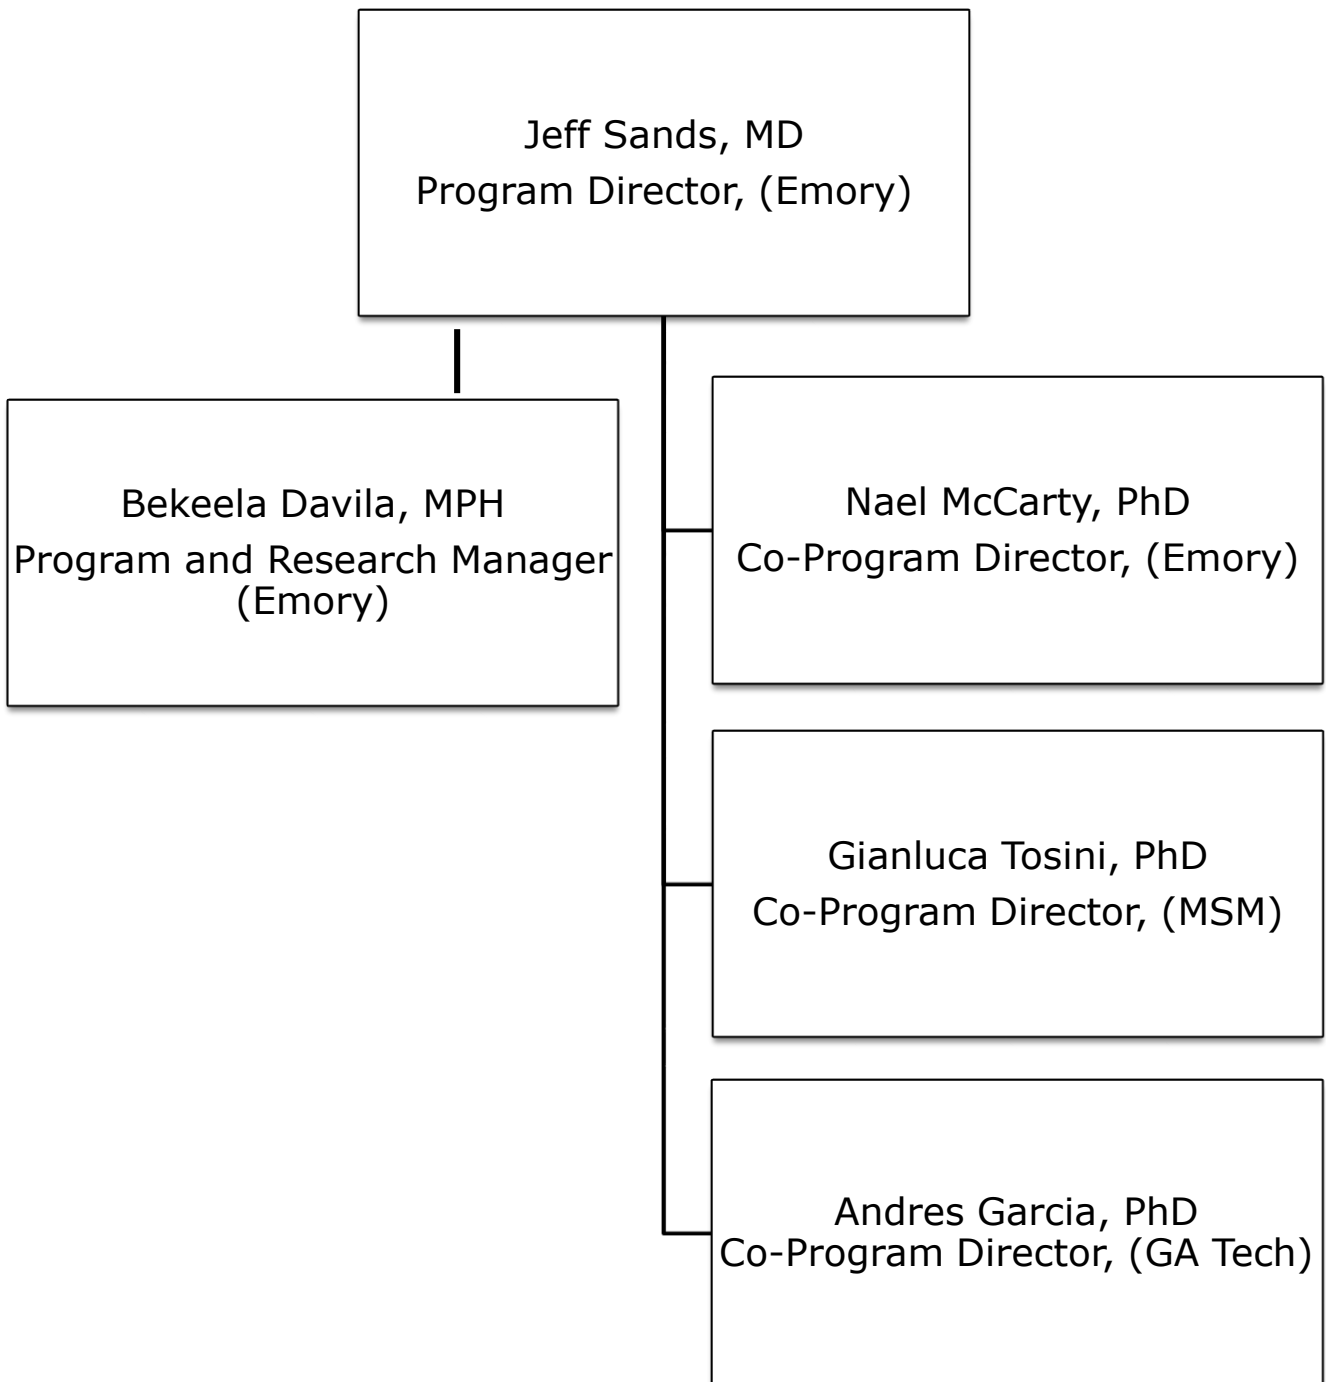 Jeff Sands, MD
Program Director, (Emory)
Bekeela Davila, MPH
Program and Research Manager
(Emory)
Nael McCarty, PhD
Co-Program Director, (Emory)
Gianluca Tosini, PhD
Co-Program Director, (MSM)
Andres Garcia, PhD
Co-Program Director, (GA Tech)